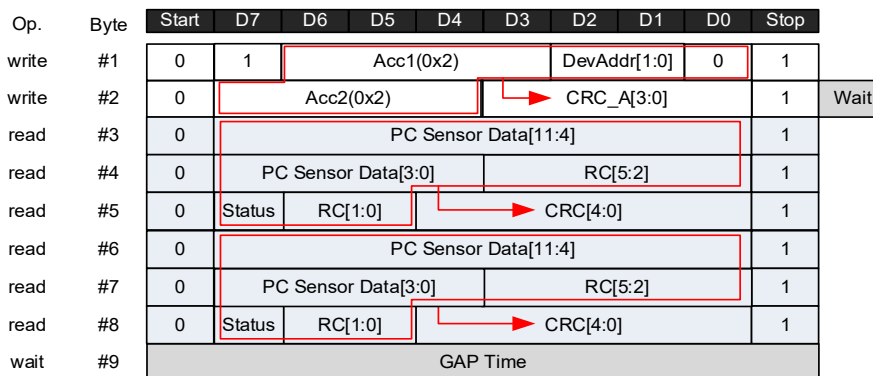 Op. Byte Start D7 D6 D5 D4 D3 D2 D1 D0 Stop
write #1 0 1 Acc1(0x2) DevAddr[1:0] 0 1
write #2 0 Acc2(0x2) CRC_A[3:0] 1 Wait
read #3 0 PC Sensor Data[11:4] 1
read #4 0 PC Sensor Data[3:0] RC[5:2] 1
read #5 0 Status RC[1:0] CRC[4:0] 1
read #6 0 PC Sensor Data[11:4] 1
read #7 0 PC Sensor Data[3:0] RC[5:2] 1
read #8 0 Status RC[1:0] CRC[4:0] 1
wait #9 GAP Time